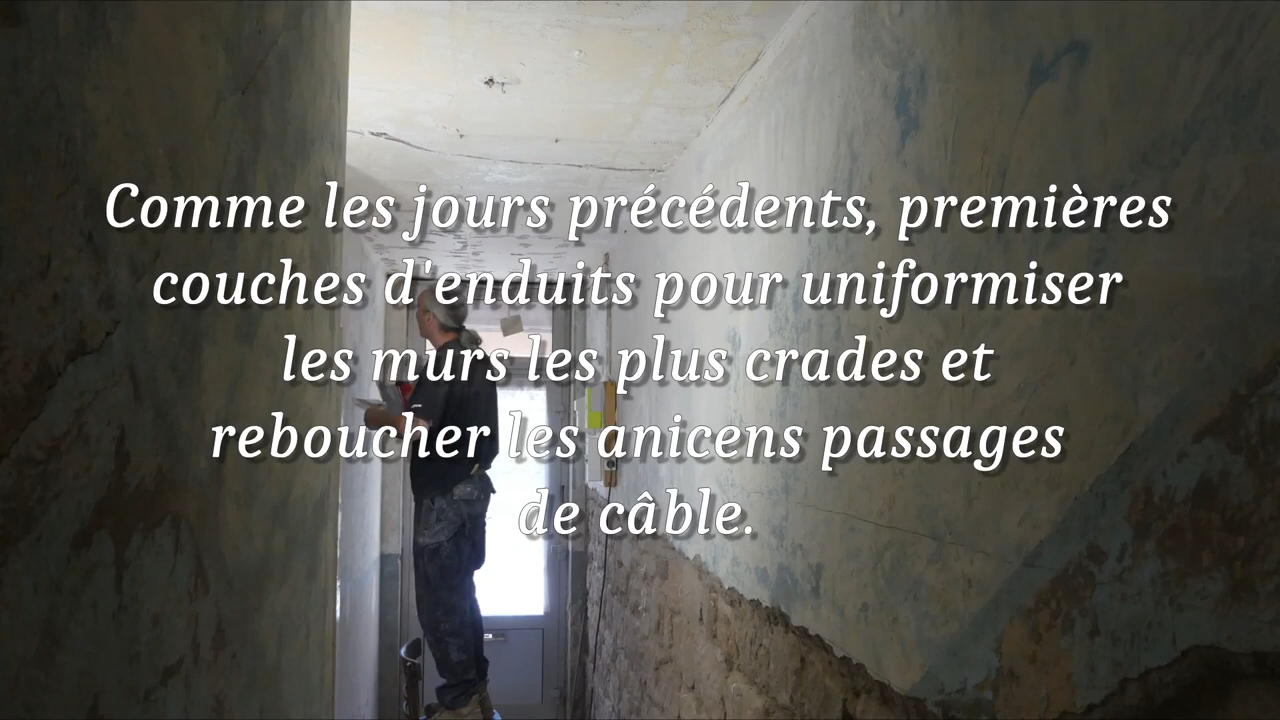 Comme les jours précédents, premières
couches d'enduits pour uniformiser
les murs les plus crades et
reboucher les anicens passages
de câble.